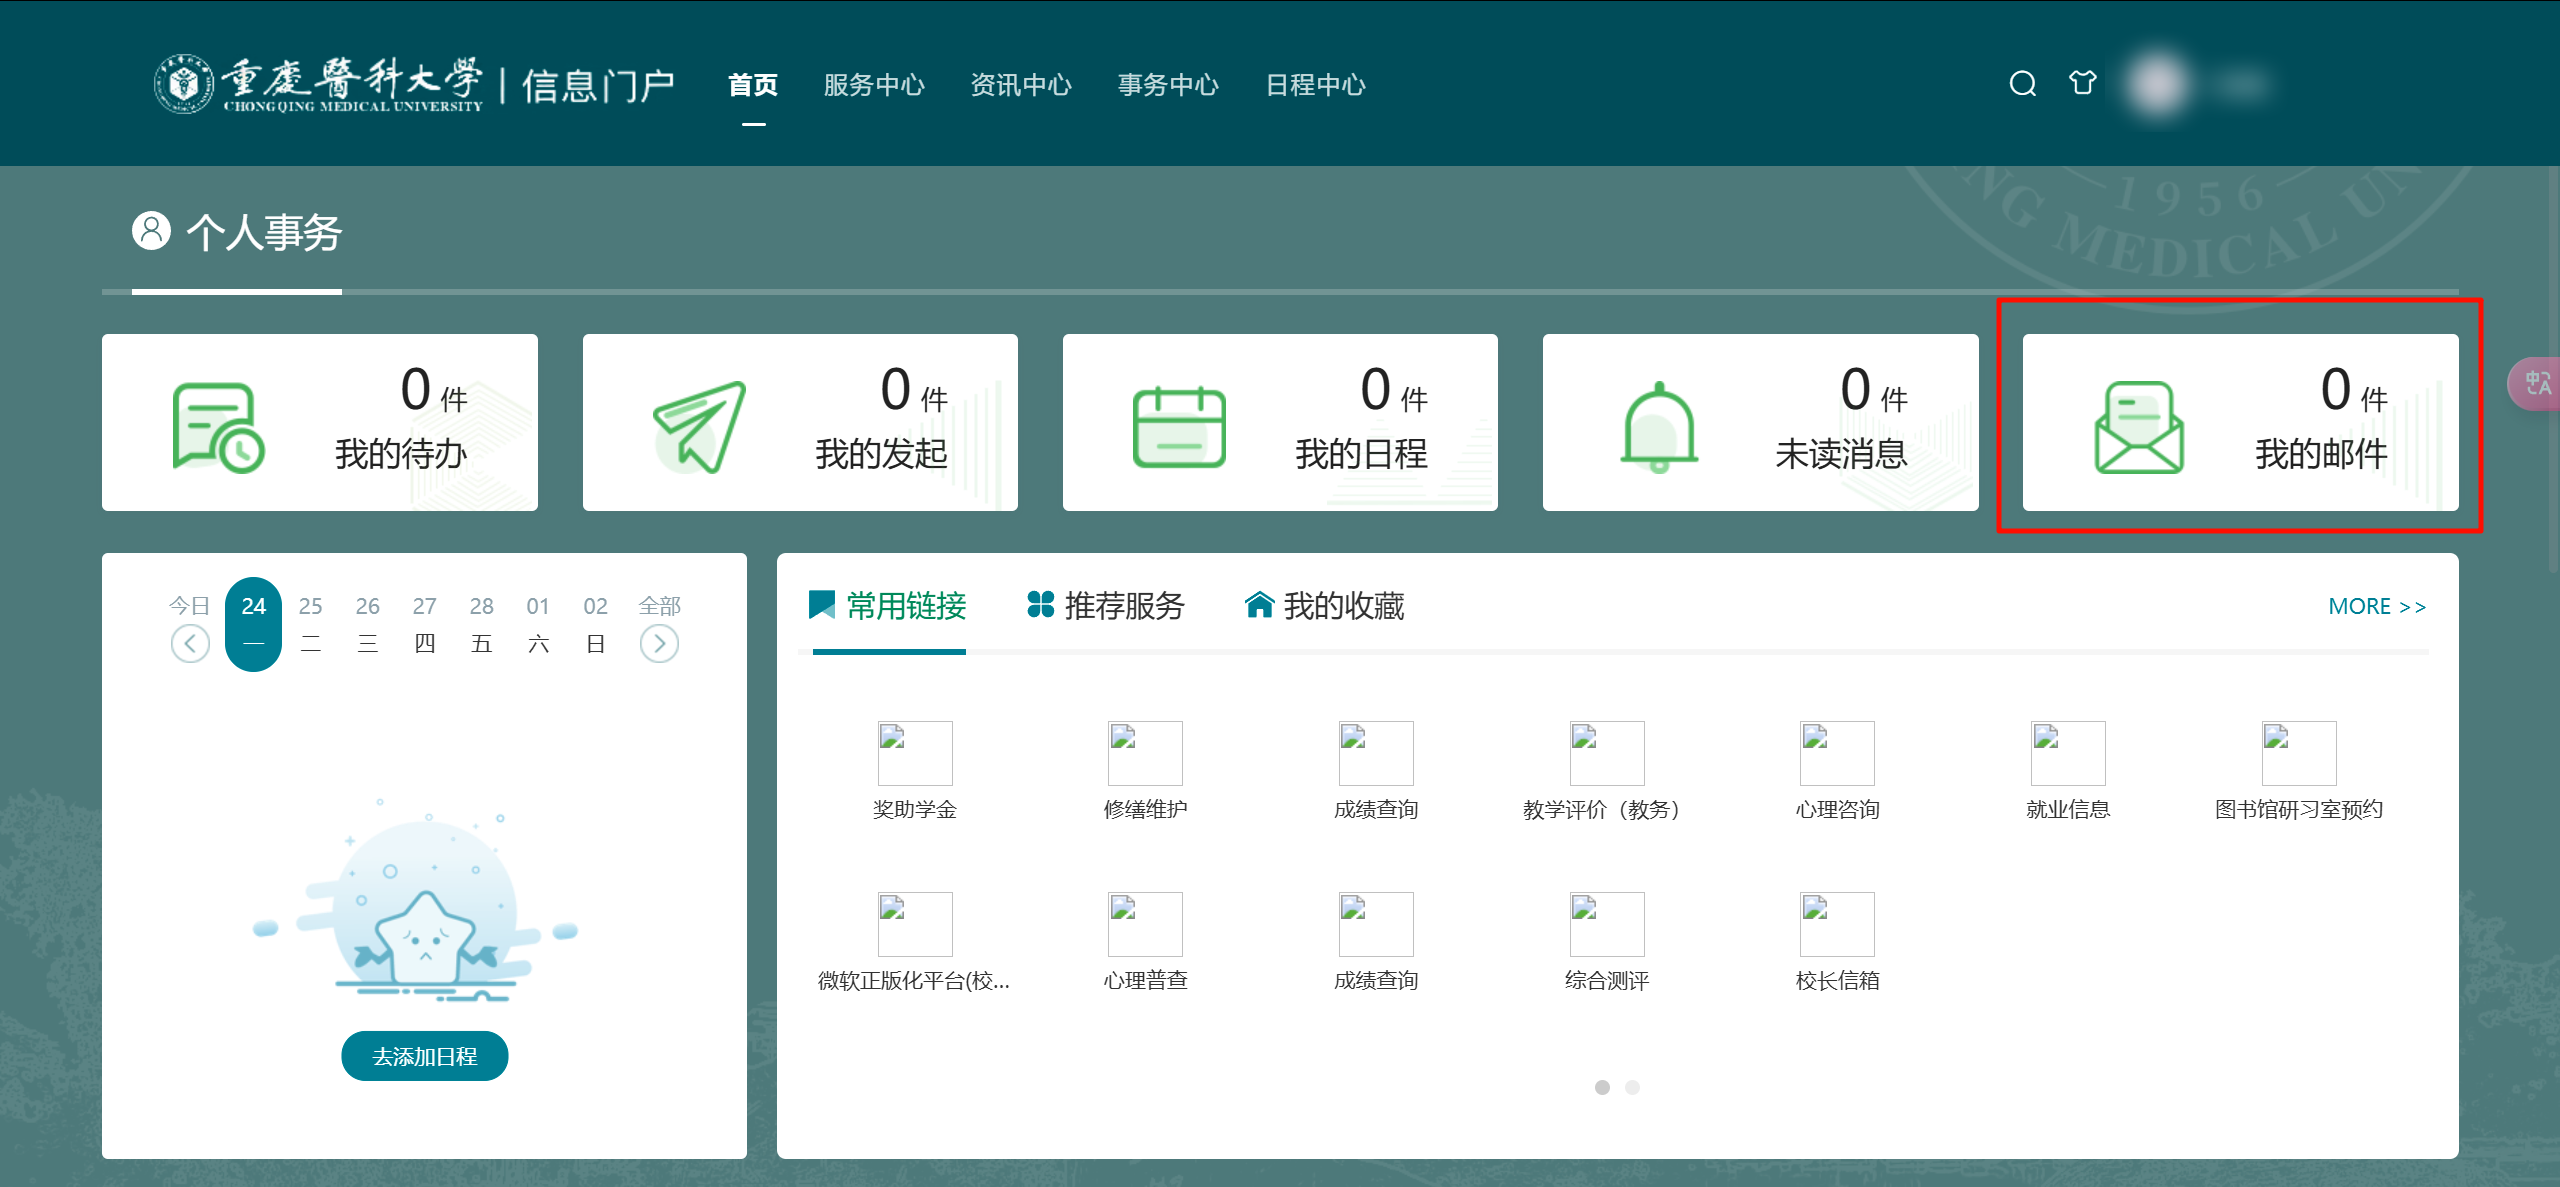 重慶醫科大學
CHONGQING MEDICAL UNIVERSITY
信息门户
首页
服务中心
资讯中心
事务中心
日程中心
1956
NG MEDICAL UN
个人事务
0 件
我的待办
0 件
我的发起
0 件
我的日程
0 件
未读消息
0 件
我的邮件
中A
今日 24 25 26 27 28 01 02 全部
一 二 三 四 五 六 日
去添加日程
常用链接
推荐服务
我的收藏
MORE >>
奖助学金
修缮维护
成绩查询
教学评价（教务）
心理咨询
就业信息
图书馆研习室预约
微软正版化平台(校...
心理普查
成绩查询
综合测评
校长信箱